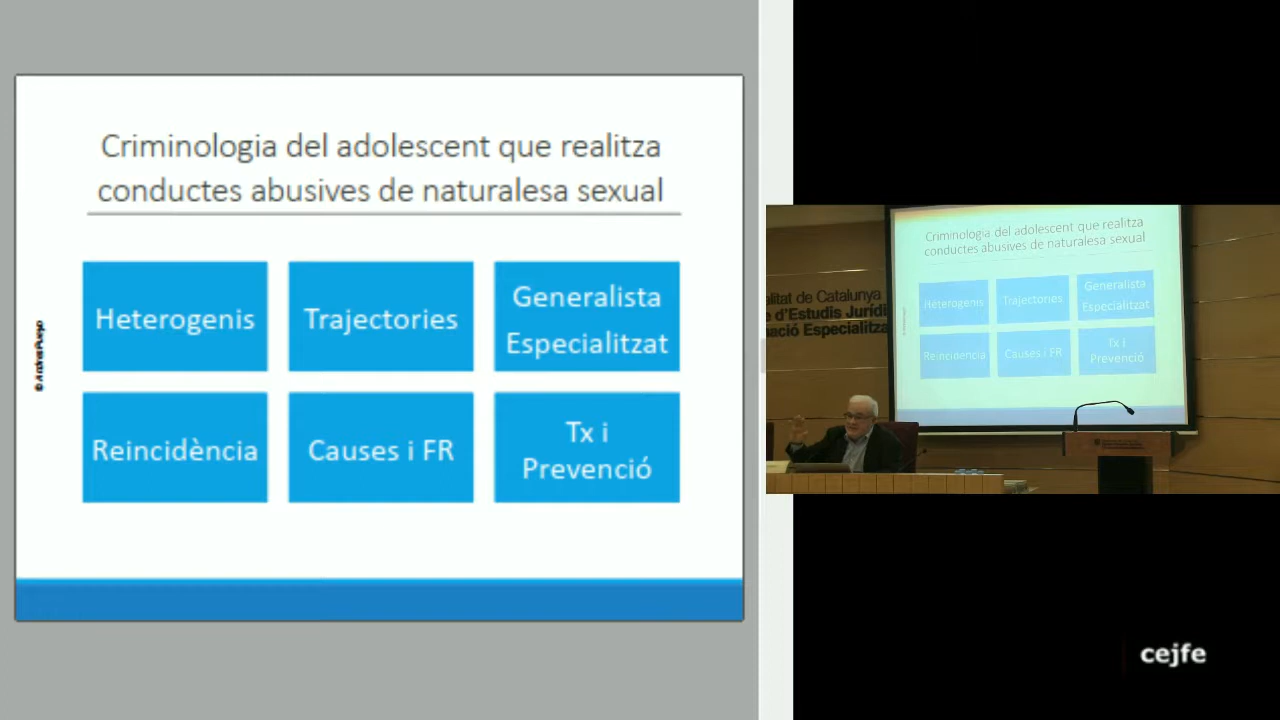 Criminologia del adolescent que realitza
conductes abusives de naturalesa sexual
Heterogenis
Trajectories
Generalista
Especialitzat
Reincidència
Causes i FR
Tx i
Prevenció
© AndrésPueyo
Criminologia del adolescent que realitza
conductes abusives de naturalesa sexual
Heterogenis
Trajectories
Generalista
Especialitzat
Reincidència
Causes i FR
Tx i
Prevenció
alitat de Catalunya
e d'Estudis Jurídi
mació Especialitza
cejfe